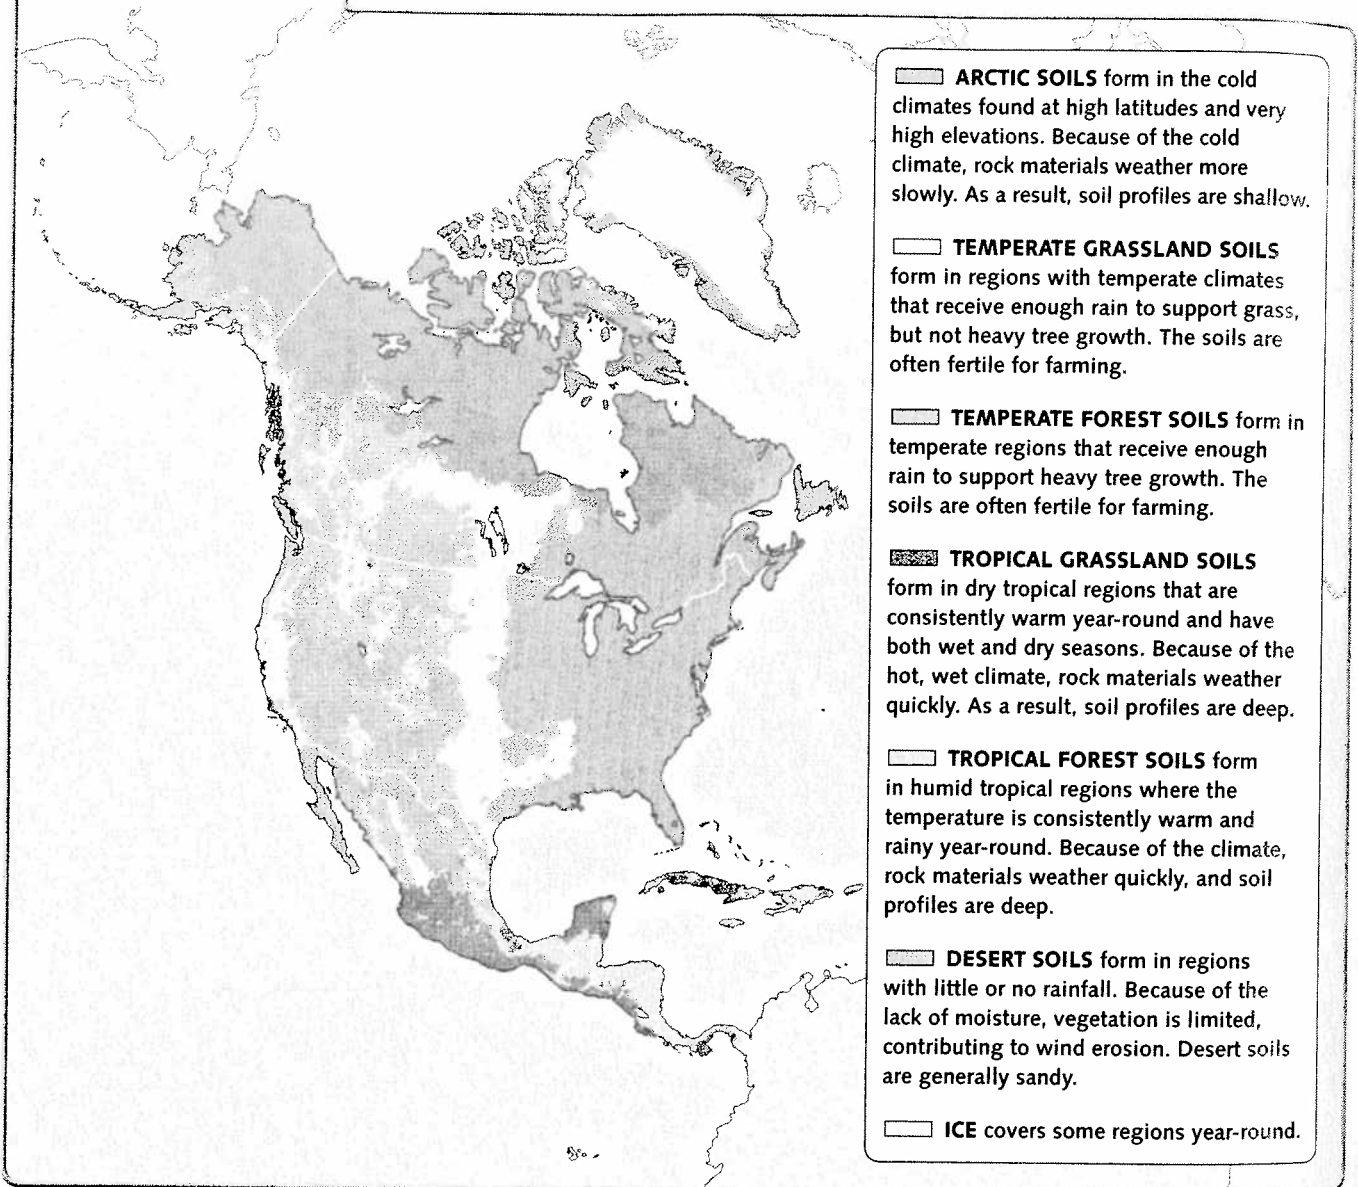 ARCTIC SOILS form in the cold
climates found at high latitudes and very
high elevations. Because of the cold
climate, rock materials weather more
slowly. As a result, soil profiles are shallow.
TEMPERATE GRASSLAND SOILS
form in regions with temperate climates
that receive enough rain to support grass,
but not heavy tree growth. The soils are
often fertile for farming.
TEMPERATE FOREST SOILS form in
temperate regions that receive enough
rain to support heavy tree growth. The
soils are often fertile for farming.
TROPICAL GRASSLAND SOILS
form in dry tropical regions that are
consistently warm year-round and have
both wet and dry seasons. Because of the
hot, wet climate, rock materials weather
quickly. As a result, soil profiles are deep.
TROPICAL FOREST SOILS form
in humid tropical regions where the
temperature is consistently warm and
rainy year-round. Because of the climate,
rock materials weather quickly, and soil
profiles are deep.
DESERT SOILS form in regions
with little or no rainfall. Because of the
lack of moisture, vegetation is limited,
contributing to wind erosion. Desert soils
are generally sandy.
ICE covers some regions year-round.